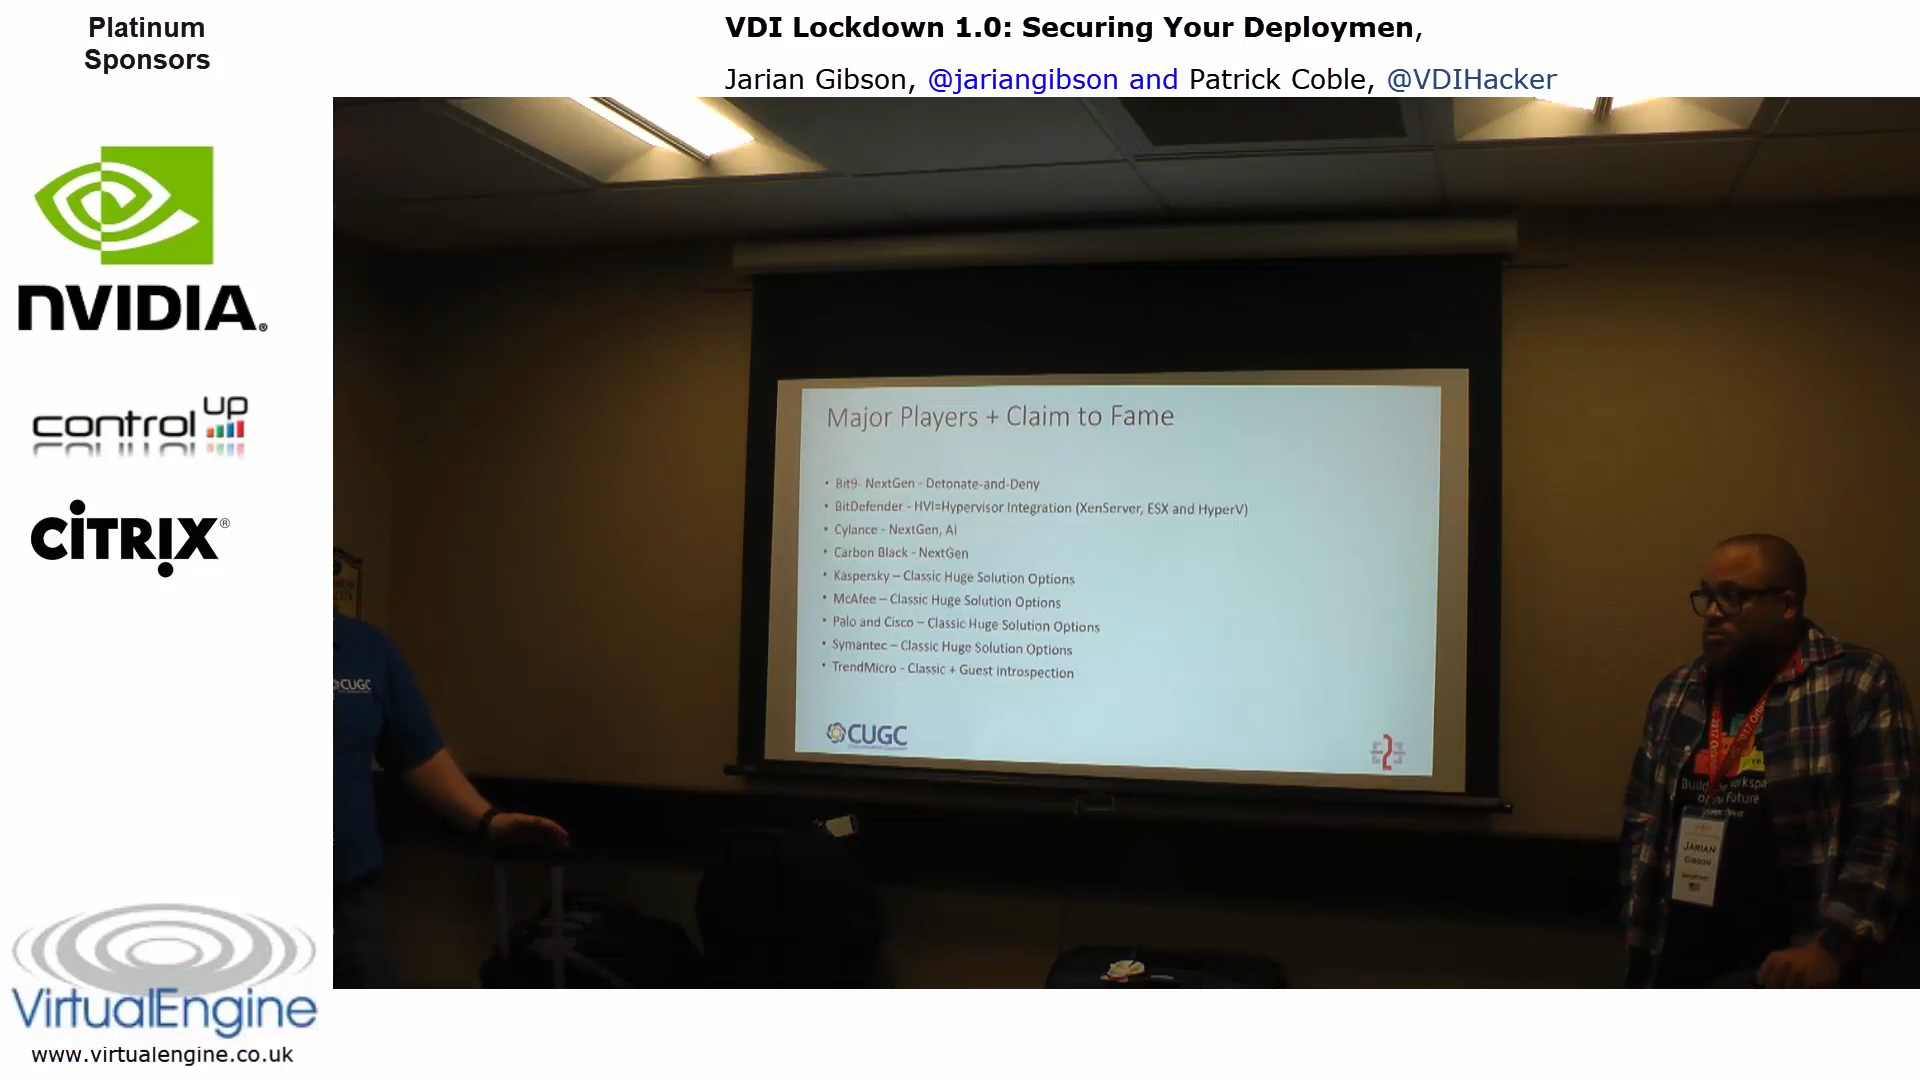 Platinum
Sponsors
VDI Lockdown 1.0: Securing Your Deploymen,
Jarian Gibson, @jariangibson and Patrick Coble, @VDIHacker
NVIDIA®
control UP
CITRIX®
VirtualEngine
www.virtualengine.co.uk
Major Players + Claim to Fame
• Bit9- NextGen - Detonate-and-Deny
• BitDefender - HVI=Hypervisor Integration (XenServer, ESX and HyperV)
• Cylance - NextGen, AI
• Carbon Black - NextGen
• Kaspersky – Classic Huge Solution Options
• McAfee – Classic Huge Solution Options
• Palo and Cisco – Classic Huge Solution Options
• Symantec – Classic Huge Solution Options
• TrendMicro - Classic + Guest introspection
CUGC
E2E
CUGC
Future
JARIAN
GIBSON